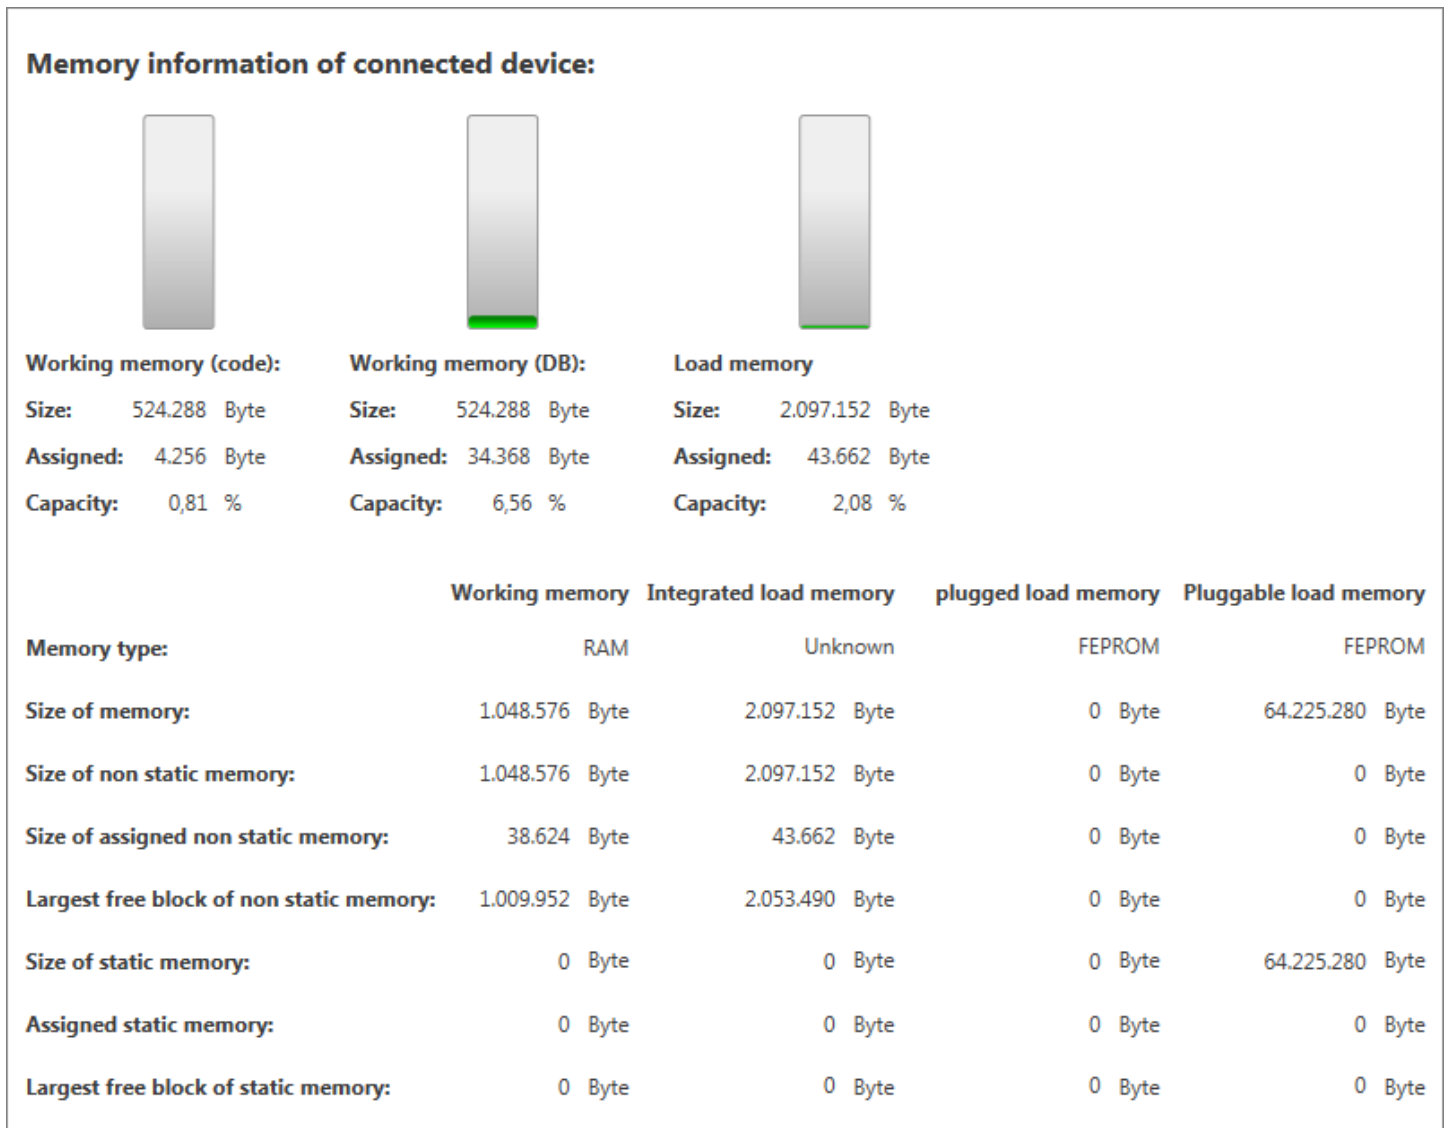 Memory information of connected device:
Working memory (code): Working memory (DB): Load memory
Size: 524.288 Byte Size: 524.288 Byte Size: 2.097.152 Byte
Assigned: 4.256 Byte Assigned: 34.368 Byte Assigned: 43.662 Byte
Capacity: 0,81 % Capacity: 6,56 % Capacity: 2,08 %
Working memory Integrated load memory plugged load memory Pluggable load memory
Memory type: RAM Unknown FEPROM FEPROM
Size of memory: 1.048.576 Byte 2.097.152 Byte 0 Byte 64.225.280 Byte
Size of non static memory: 1.048.576 Byte 2.097.152 Byte 0 Byte 0 Byte
Size of assigned non static memory: 38.624 Byte 43.662 Byte 0 Byte 0 Byte
Largest free block of non static memory: 1.009.952 Byte 2.053.490 Byte 0 Byte 0 Byte
Size of static memory: 0 Byte 0 Byte 0 Byte 64.225.280 Byte
Assigned static memory: 0 Byte 0 Byte 0 Byte 0 Byte
Largest free block of static memory: 0 Byte 0 Byte 0 Byte 0 Byte